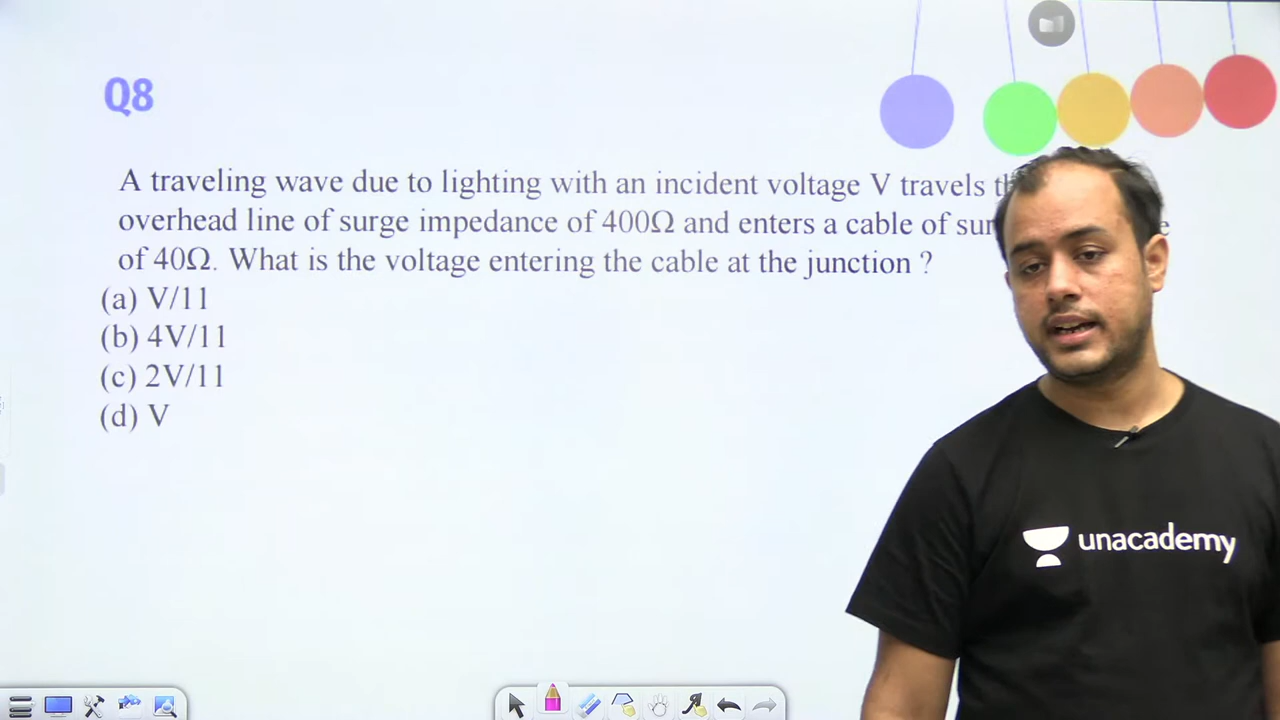 Q8
A traveling wave due to lighting with an incident voltage V travels
overhead line of surge impedance of 400Ω and enters a cable of
of 40Ω. What is the voltage entering the cable at the junction ?
(a) V/11
(b) 4V/11
(c) 2V/11
(d) V
unacademy